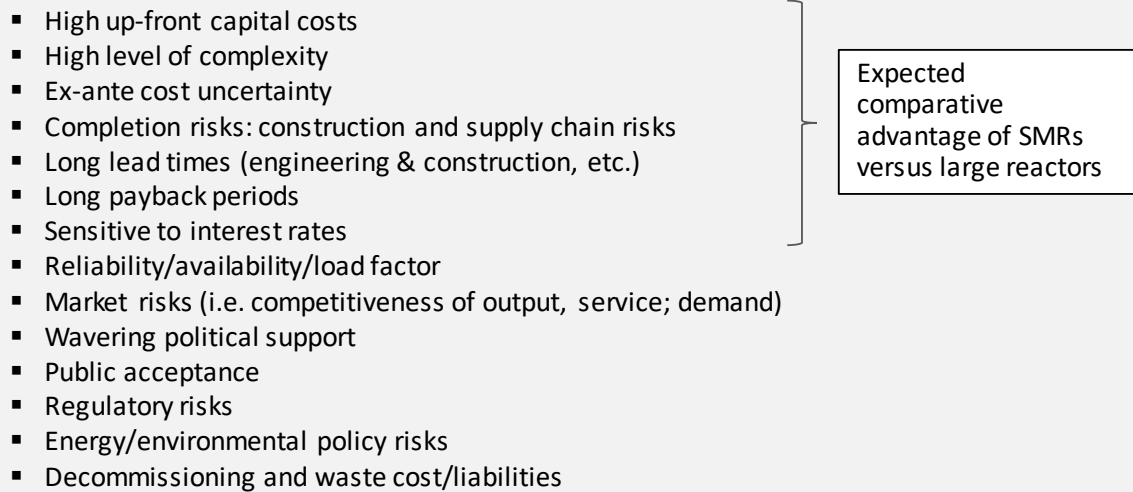 ▪ High up-front capital costs
▪ High level of complexity
▪ Ex-ante cost uncertainty
▪ Completion risks: construction and supply chain risks
▪ Long lead times (engineering & construction, etc.)
▪ Long payback periods
▪ Sensitive to interest rates
▪ Reliability/availability/load factor
▪ Market risks (i.e. competitiveness of output, service; demand)
▪ Wavering political support
▪ Public acceptance
▪ Regulatory risks
▪ Energy/environmental policy risks
▪ Decommissioning and waste cost/liabilities
Expected
comparative
advantage of SMRs
versus large reactors